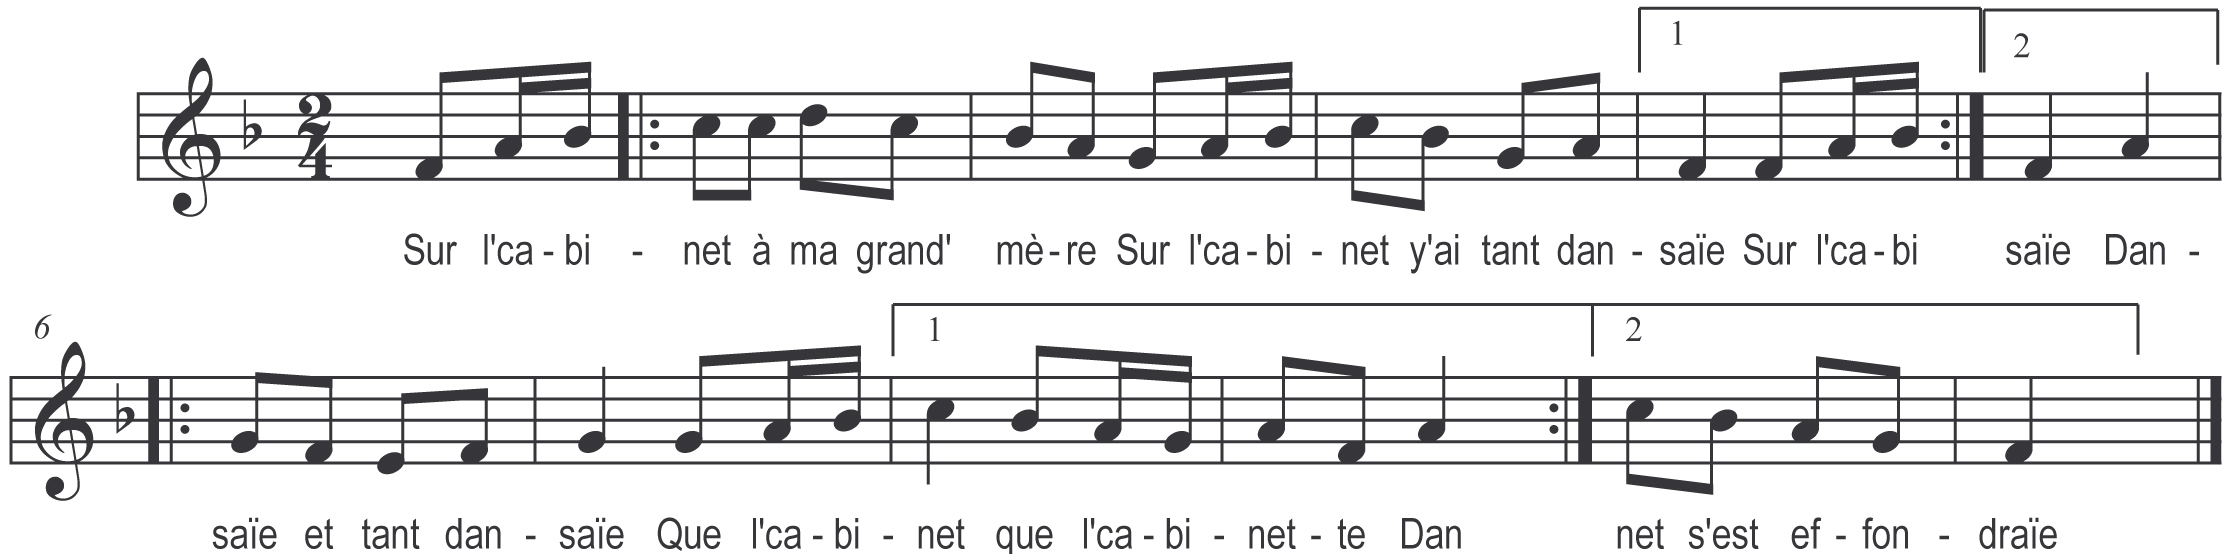 1 2
2 4
Sur l'ca - bi - net à ma grand' mè - re Sur l'ca - bi - net y'ai tant dan - saïe Sur l'ca - bi saïe Dan -
6
1 2
saïe et tant dan - saïe Que l'ca - bi - net que l'ca - bi - net - te Dan net s'est ef - fon - draïe